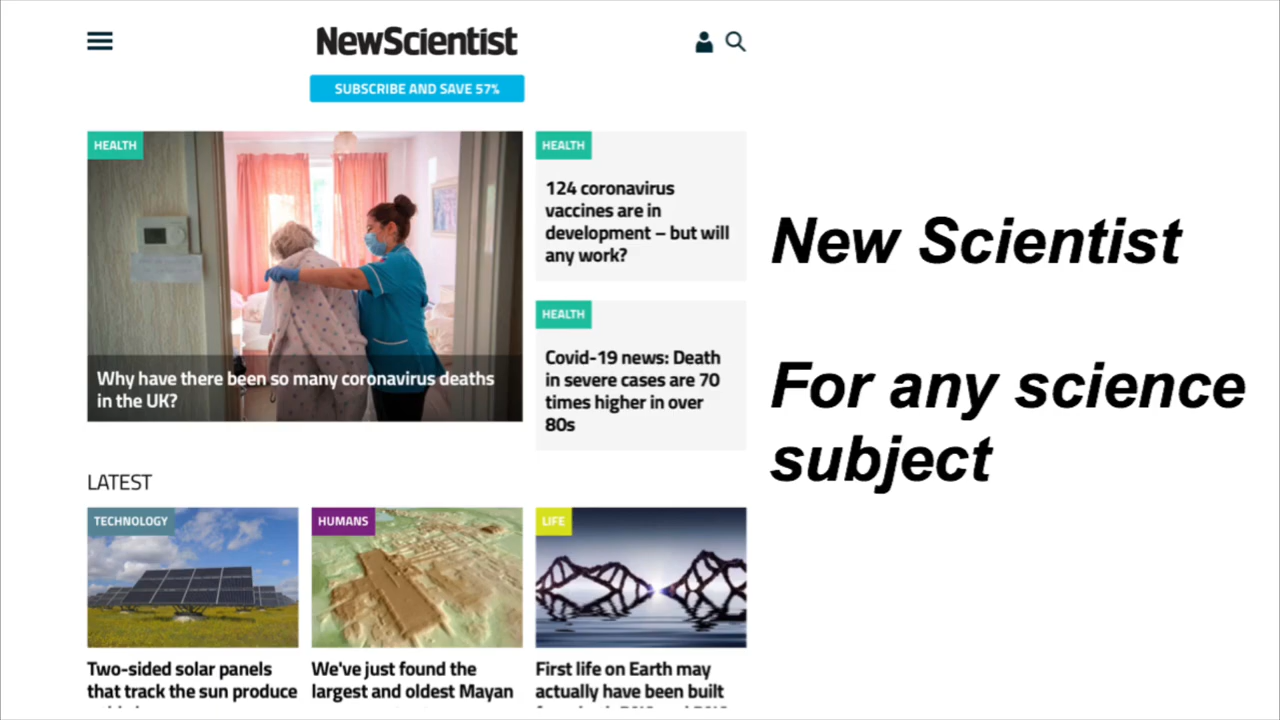 NewScientist
SUBSCRIBE AND SAVE 57%
HEALTH
Why have there been so many coronavirus deaths
in the UK?
HEALTH
124 coronavirus
vaccines are in
development – but will
any work?
HEALTH
Covid-19 news: Death
in severe cases are 70
times higher in over
80s
New Scientist
For any science
subject
LATEST
TECHNOLOGY
Two-sided solar panels
that track the sun produce
HUMANS
We've just found the
largest and oldest Mayan
LIFE
First life on Earth may
actually have been built